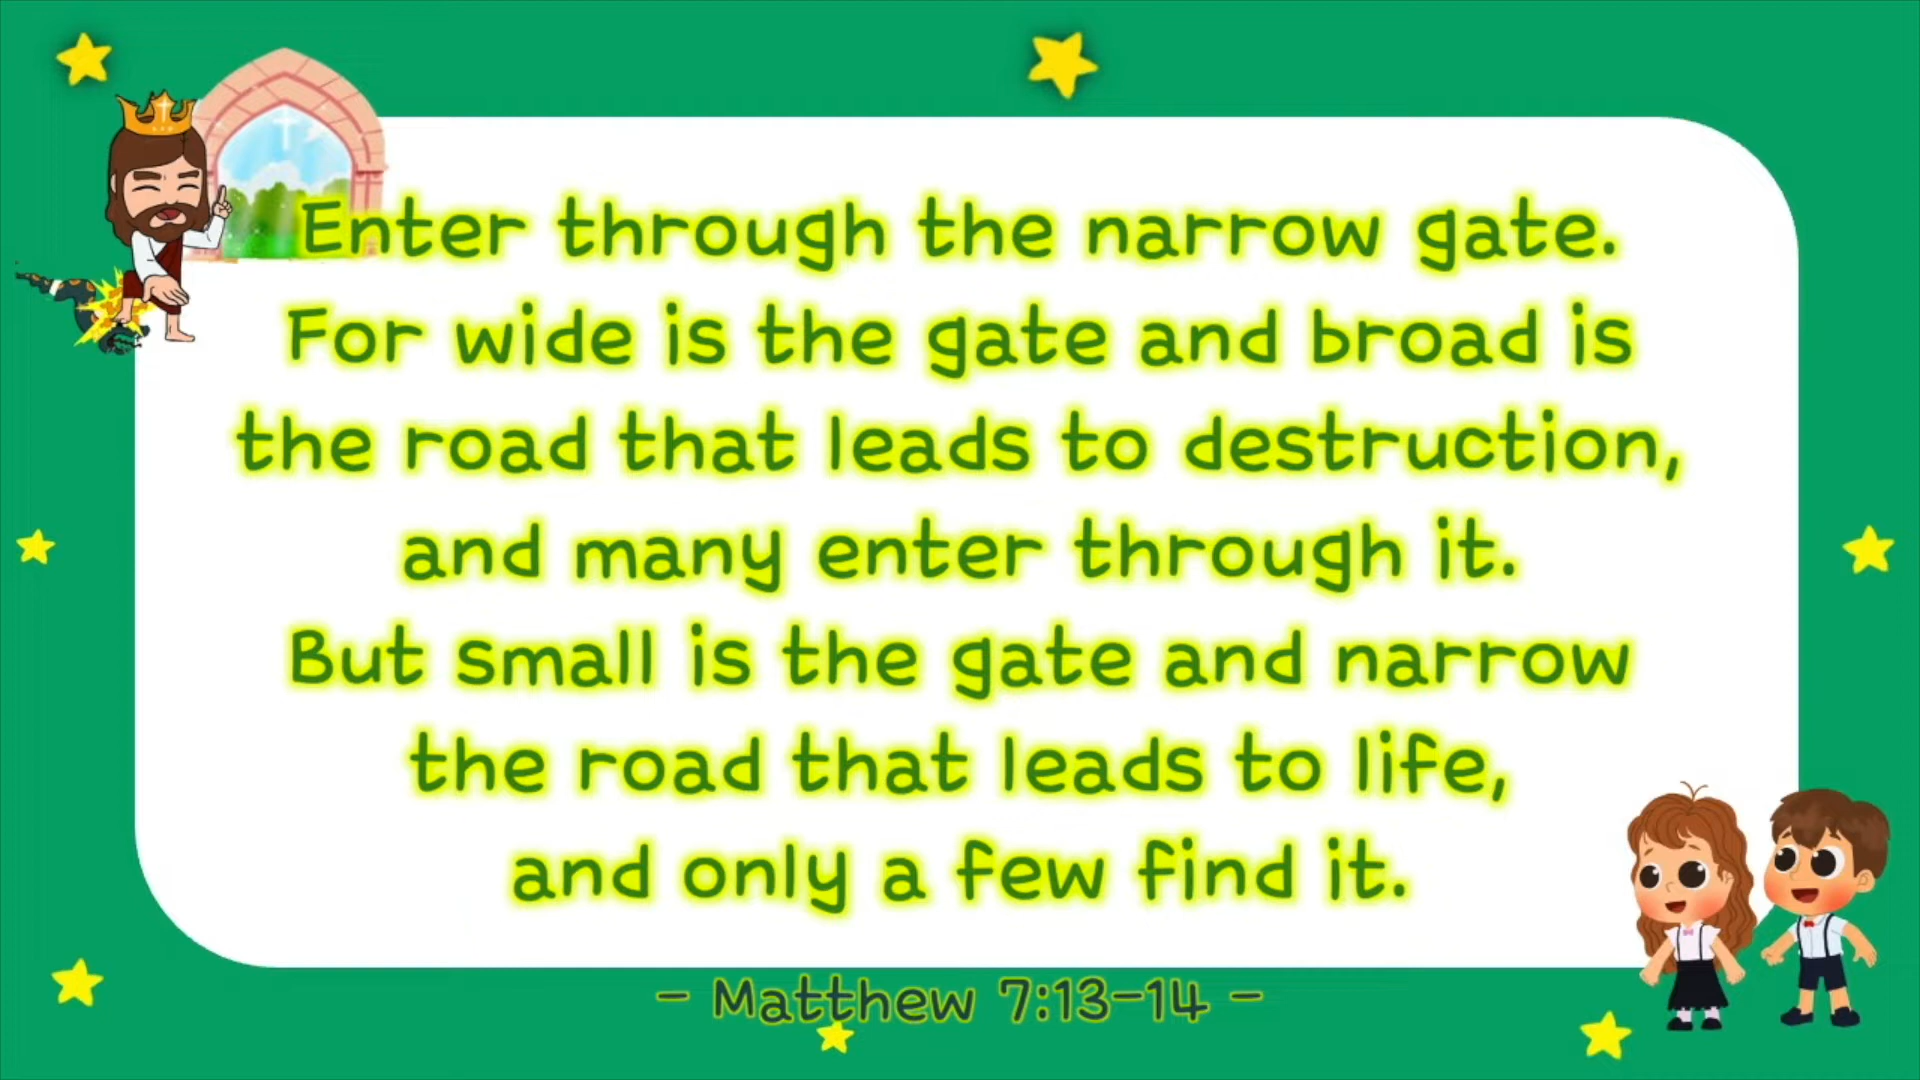 Enter through the narrow gate.
For wide is the gate and broad is
the road that leads to destruction,
and many enter through it.
But small is the gate and narrow
the road that leads to life,
and only a few find it.
- Matthew 7:13-14 -